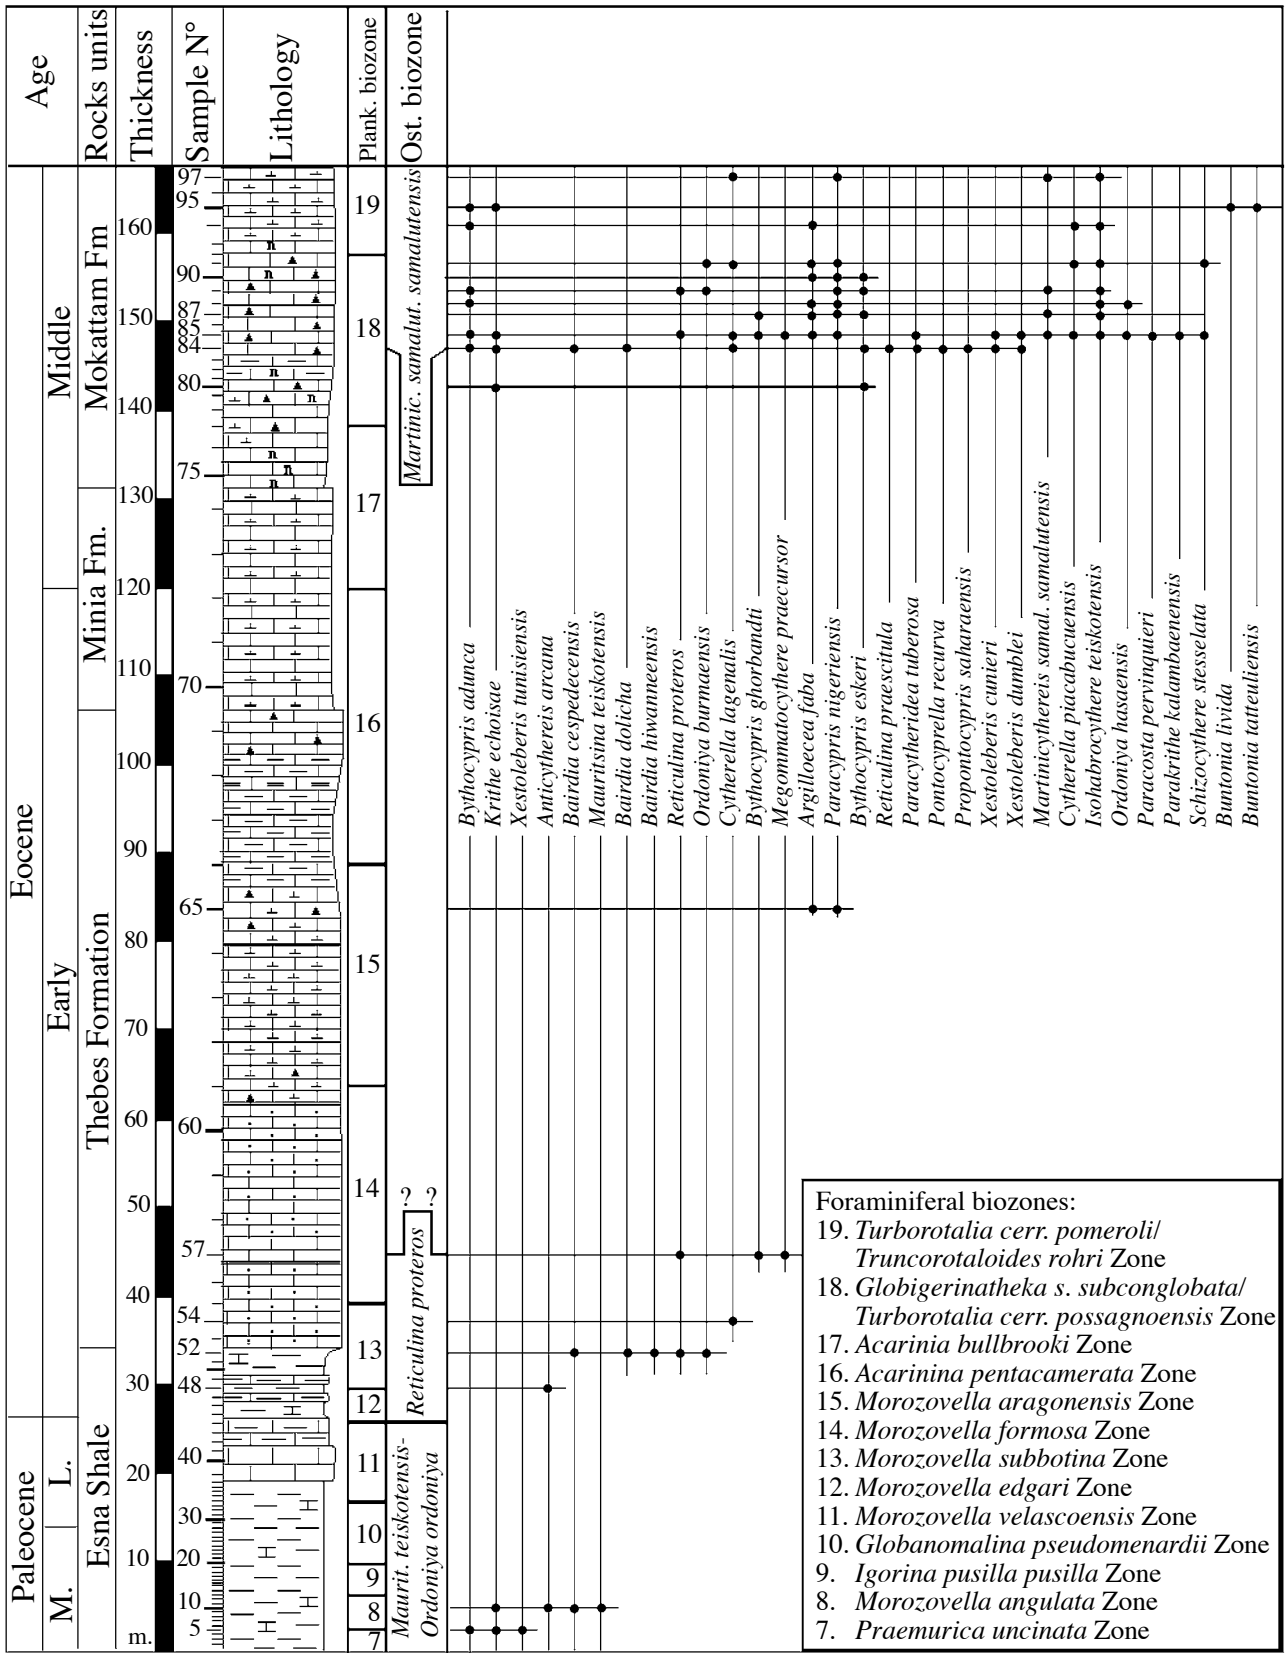 Age
Rocks units
Thickness
Sample N°
Lithology
Plank. biozone
Ost. biozone
Eocene
Paleocene
Middle
Early
L.
M.
Mokattam Fm
Minia Fm.
Thebes Formation
Esna Shale
160
150
140
130
120
110
100
90
80
70
60
50
40
30
20
10
m.
97
95
90
87
85
84
80
75
70
65
60
57
54
52
48
40
30
20
10
5
n
n
n
n
n
n
n
19
18
17
16
15
14
13
12
11
10
9
8
7
Martinic. samalut. samalutensis
? ?
Reticulina proteros
Maurit. teiskotensis-
Ordoniya ordoniya
Bythocypris adunca
Krithe echoisae
Xestoleberis tunisiensis
Anticythereis arcana
Bairdia cespedecensis
Mauritsina teiskotensis
Bairdia dolicha
Bairdia hiwanneensis
Reticulina proteros
Ordoniya burmaensis
Cytherella lagenalis
Bythocypris ghorbandti
Megommatocythere praecursor
Argilloecea faba
Paracypris nigeriensis
Bythocypris eskeri
Reticulina praescitula
Paracytheridea tuberosa
Pontocyprella recurva
Propontocypris saharaensis
Xestoleberis cunieri
Xestoleberis dumblei
Martinicythereis samal. samalutensis
Cytherella piacabucuensis
Isohabrocythere teiskotensis
Ordoniya hasaensis
Paracosta pervinquieri
Parakrithe kalambaensis
Schizocythere stesselata
Buntonia livida
Buntonia tatteuliensis
Foraminiferal biozones:
19. Turborotalia cerr. pomeroli/
Truncorotaloides rohri Zone
18. Globigerinatheka s. subconglobata/
Turborotalia cerr. possagnoensis Zone
17. Acarinia bullbrooki Zone
16. Acarinina pentacamerata Zone
15. Morozovella aragonensis Zone
14. Morozovella formosa Zone
13. Morozovella subbotina Zone
12. Morozovella edgari Zone
11. Morozovella velascoensis Zone
10. Globanomalina pseudomenardii Zone
9. Igorina pusilla pusilla Zone
8. Morozovella angulata Zone
7. Praemurica uncinata Zone